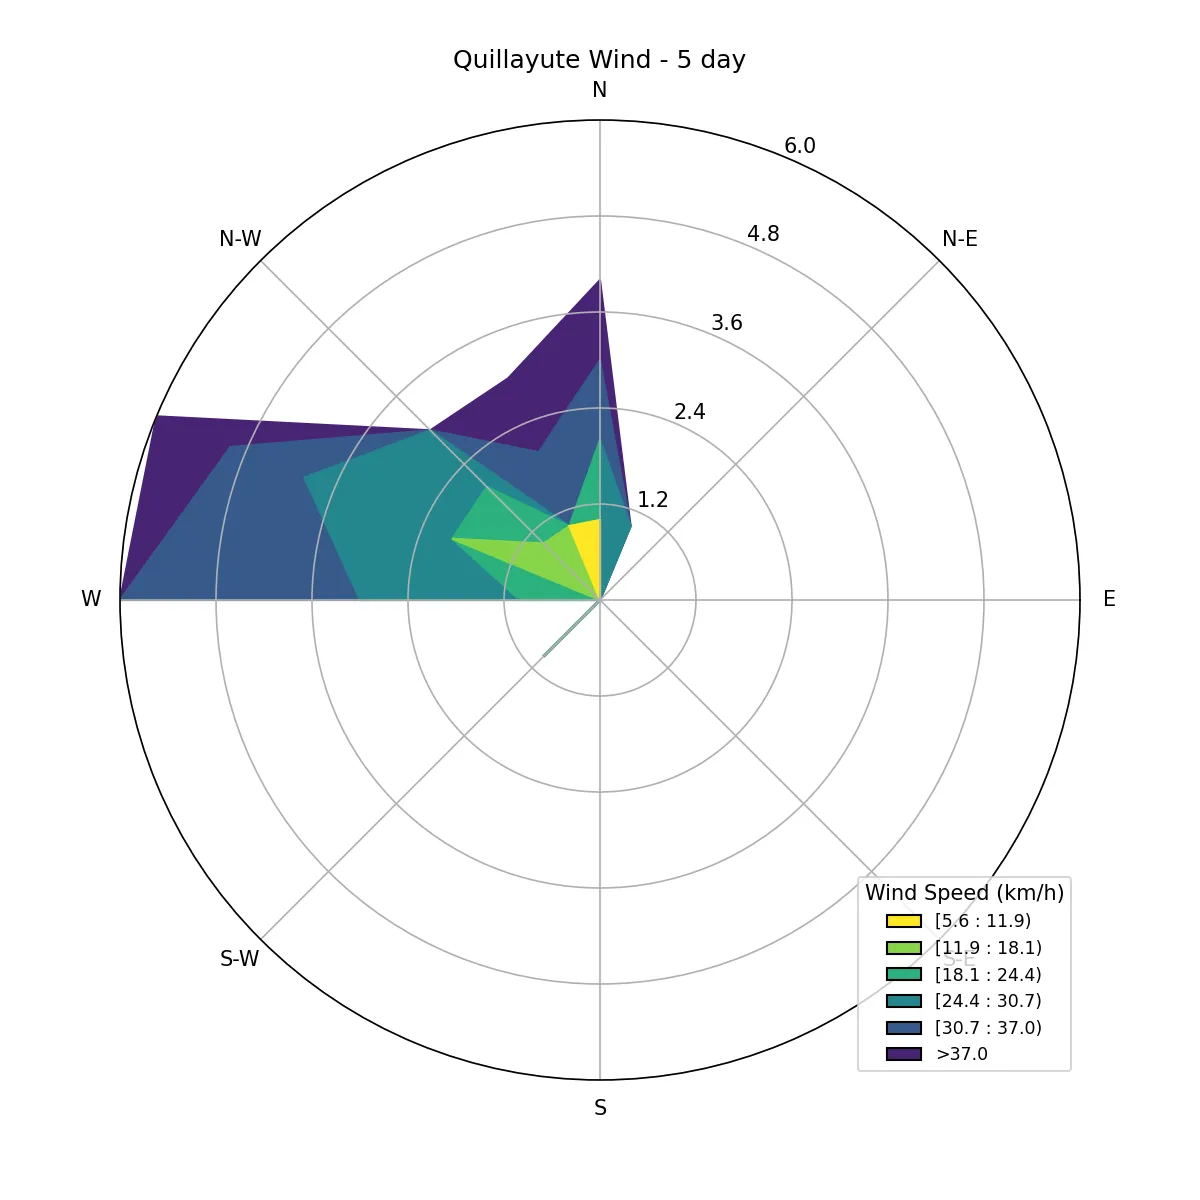 Quillayute Wind - 5 day
N
6.0
N-W
4.8
N-E
3.6
2.4
1.2
W
E
Wind Speed (km/h)
[5.6 : 11.9)
[11.9 : 18.1)
S-W
S-E
[18.1 : 24.4)
[24.4 : 30.7)
[30.7 : 37.0)
>37.0
S